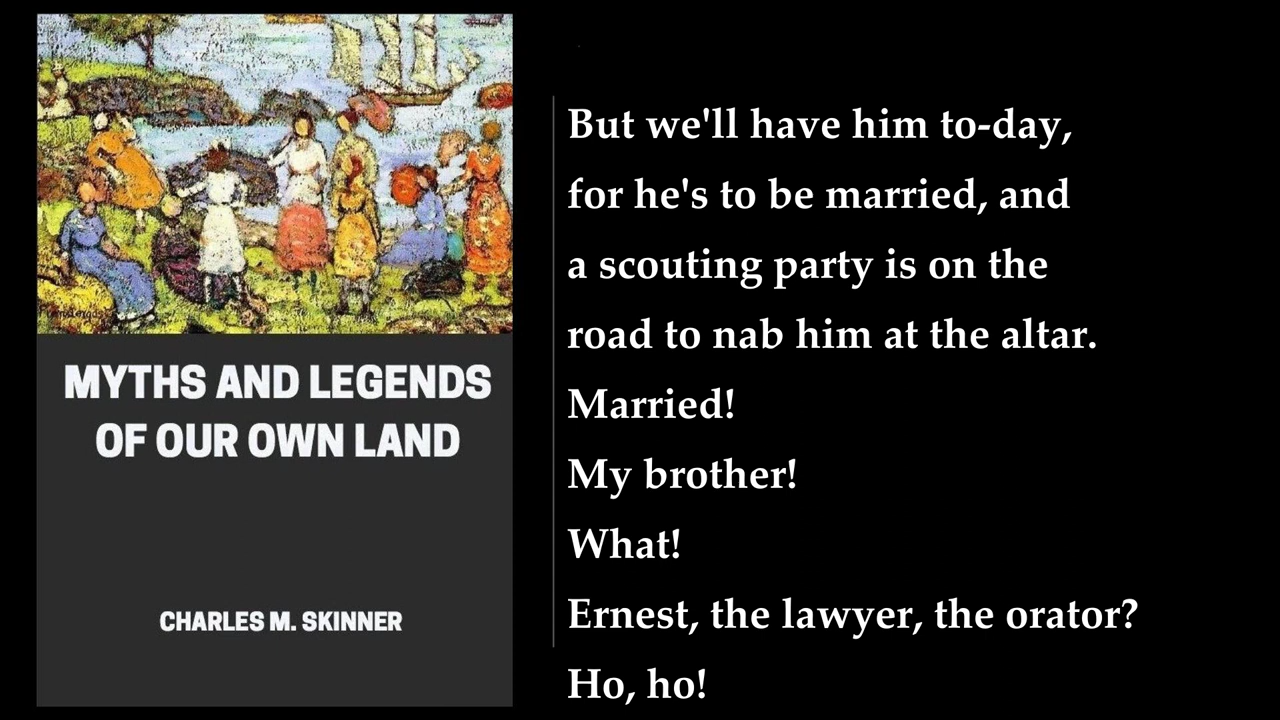 MYTHS AND LEGENDS
OF OUR OWN LAND
CHARLES M. SKINNER
But we'll have him to-day,
for he's to be married, and
a scouting party is on the
road to nab him at the altar.
Married!
My brother!
What!
Ernest, the lawyer, the orator?
Ho, ho!